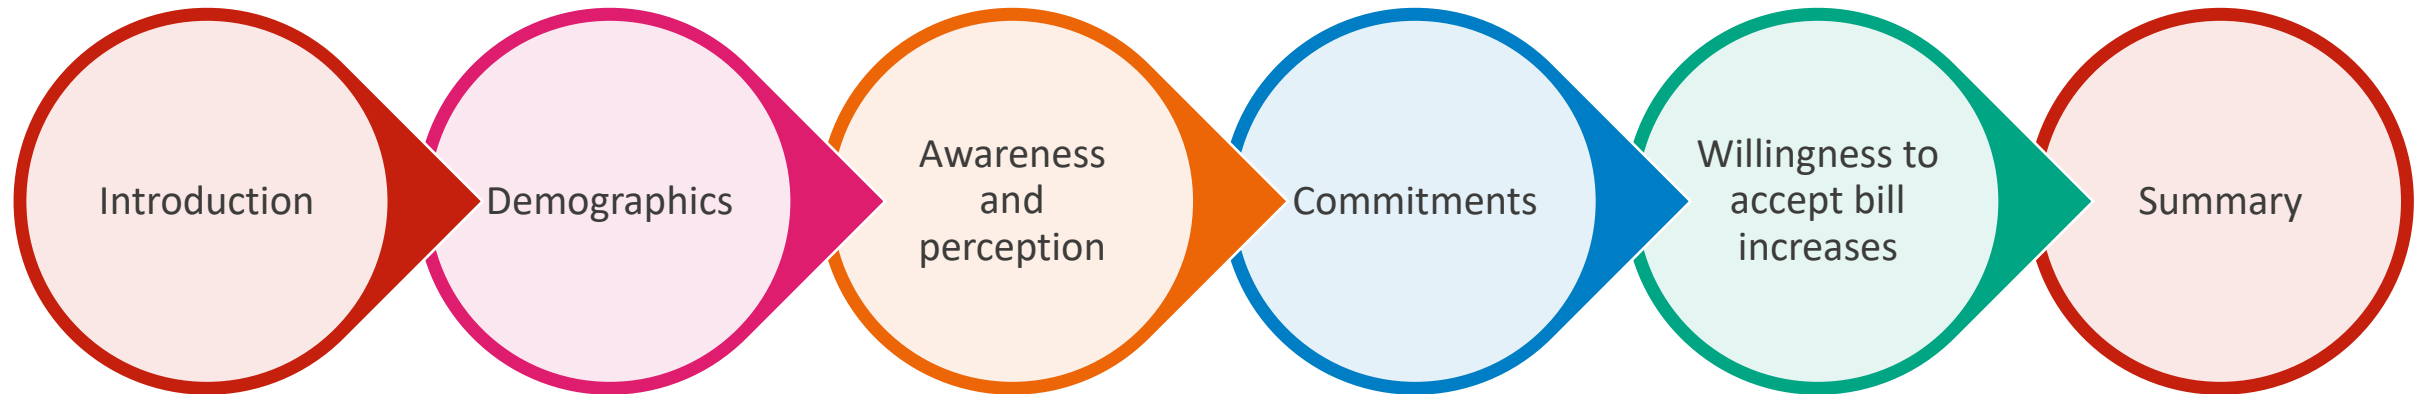 Introduction
Demographics
Awareness
and
perception
Commitments
Willingness to
accept bill
increases
Summary